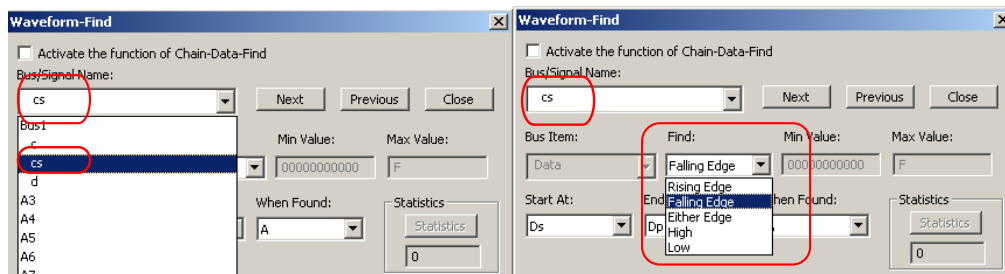 Waveform-Find
Activate the function of Chain-Data-Find
Bus/Signal Name:
cs
Next
Previous
Close
Bus1
c
cs
d
A3
A4
A5
A6
Min Value:
Max Value:
00000000000
F
When Found:
A
Statistics
Statistics
0
Waveform-Find
Activate the function of Chain-Data-Find
Bus/Signal Name:
cs
Next
Previous
Close
Bus Item:
Find:
Min Value:
Max Value:
Data
Falling Edge
00000000000
F
Rising Edge
Falling Edge
Either Edge
High
Low
Start At:
End
hen Found:
Ds
Dp
Statistics
Statistics
0